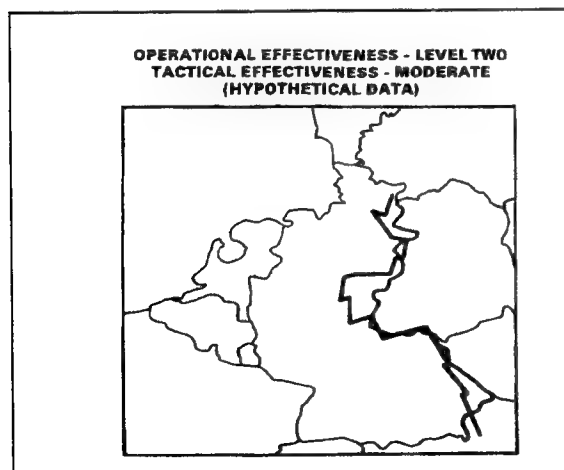 OPERATIONAL EFFECTIVENESS - LEVEL TWO
TACTICAL EFFECTIVENESS - MODERATE
(HYPOTHETICAL DATA)